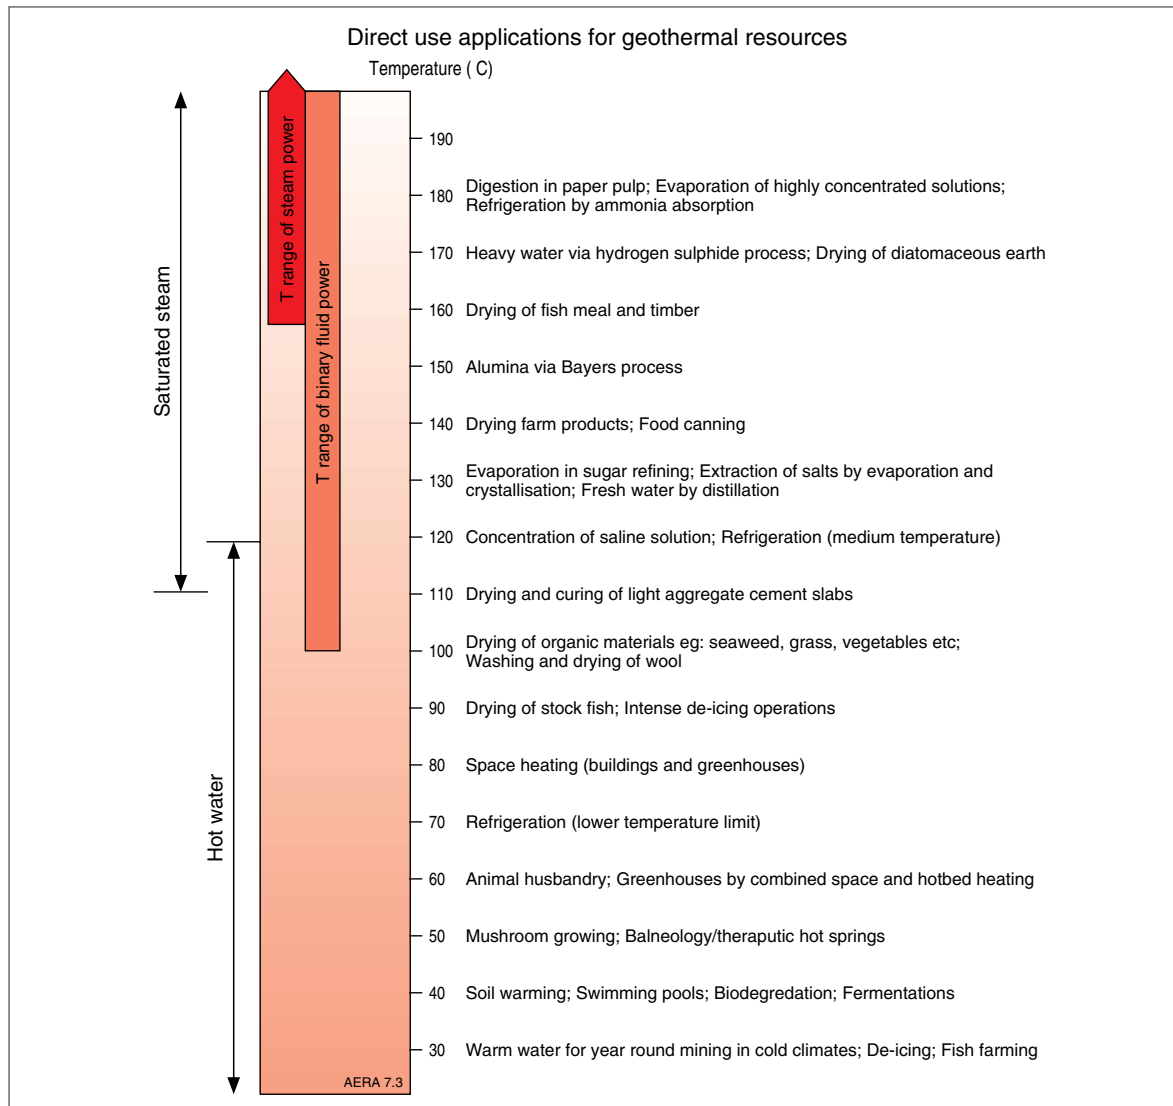 Direct use applications for geothermal resources
Temperature ( C)
Saturated steam
Hot water
T range of steam power
T range of binary fluid power
190
180 Digestion in paper pulp; Evaporation of highly concentrated solutions;
Refrigeration by ammonia absorption
170 Heavy water via hydrogen sulphide process; Drying of diatomaceous earth
160 Drying of fish meal and timber
150 Alumina via Bayers process
140 Drying farm products; Food canning
130 Evaporation in sugar refining; Extraction of salts by evaporation and
crystallisation; Fresh water by distillation
120 Concentration of saline solution; Refrigeration (medium temperature)
110 Drying and curing of light aggregate cement slabs
100 Drying of organic materials eg: seaweed, grass, vegetables etc;
Washing and drying of wool
90 Drying of stock fish; Intense de-icing operations
80 Space heating (buildings and greenhouses)
70 Refrigeration (lower temperature limit)
60 Animal husbandry; Greenhouses by combined space and hotbed heating
50 Mushroom growing; Balneology/theraputic hot springs
40 Soil warming; Swimming pools; Biodegredation; Fermentations
30 Warm water for year round mining in cold climates; De-icing; Fish farming
AERA 7.3